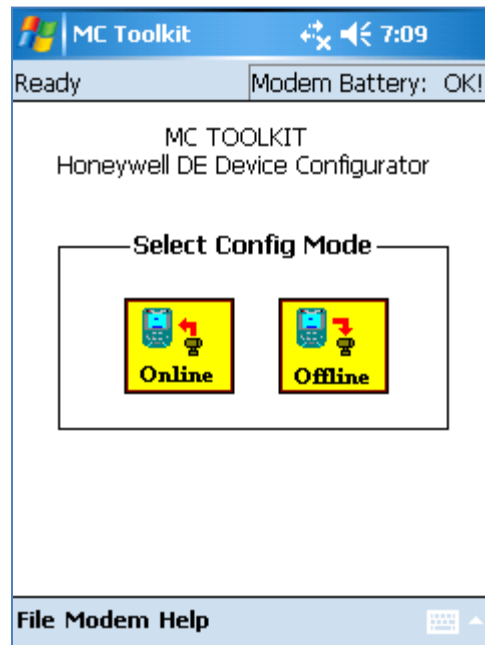 MC Toolkit 7:09
Ready Modem Battery: OK!
MC TOOLKIT
Honeywell DE Device Configurator
Select Config Mode
Online Offline
File Modem Help